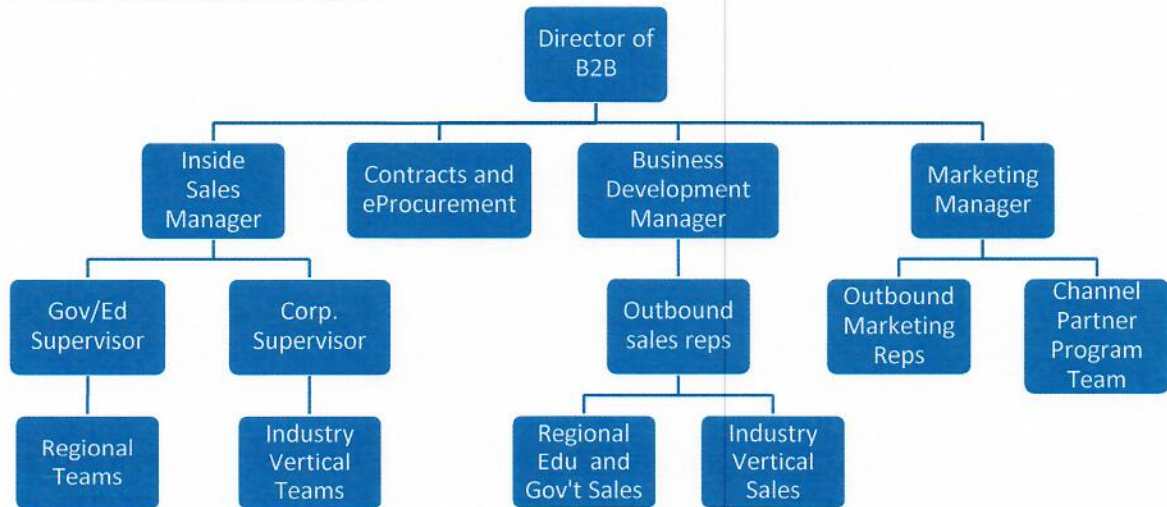 Director of
B2B
Inside
Sales
Manager
Contracts and
eProcurement
Business
Development
Manager
Marketing
Manager
Gov/Ed
Supervisor
Corp.
Supervisor
Outbound
sales reps
Outbound
Marketing
Reps
Channel
Partner
Program
Team
Regional
Teams
Industry
Vertical
Teams
Regional
Edu and
Gov't Sales
Industry
Vertical
Sales